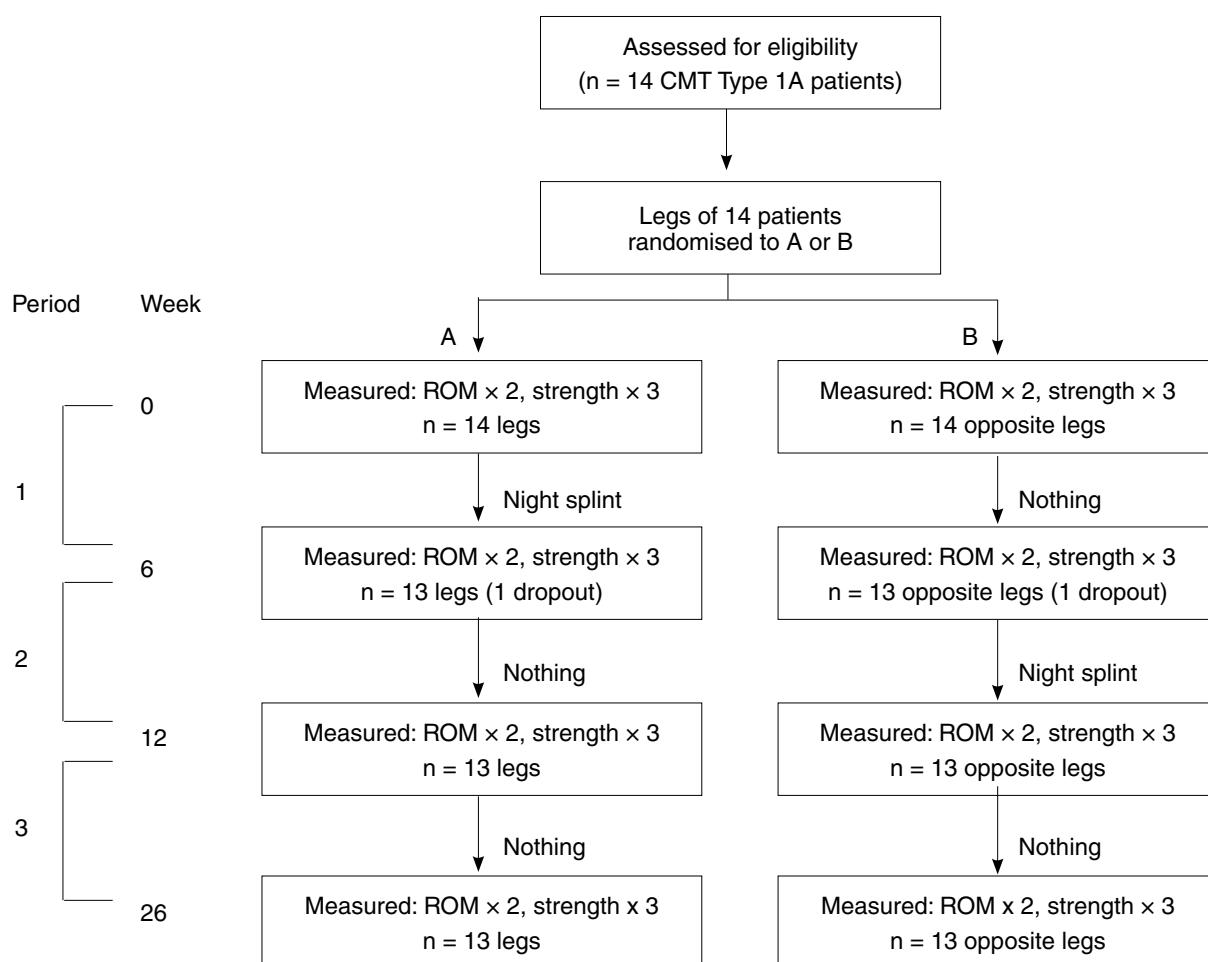 Assessed for eligibility
(n = 14 CMT Type 1A patients)
Legs of 14 patients
randomised to A or B
Period Week
A B
Measured: ROM × 2, strength × 3 Measured: ROM × 2, strength × 3
0
n = 14 legs n = 14 opposite legs
1 Night splint Nothing
Measured: ROM × 2, strength × 3 Measured: ROM × 2, strength × 3
6
n = 13 legs (1 dropout) n = 13 opposite legs (1 dropout)
2 Nothing Night splint
Measured: ROM × 2, strength × 3 Measured: ROM × 2, strength × 3
12
n = 13 legs n = 13 opposite legs
3 Nothing Nothing
Measured: ROM × 2, strength x 3 Measured: ROM x 2, strength × 3
26
n = 13 legs n = 13 opposite legs